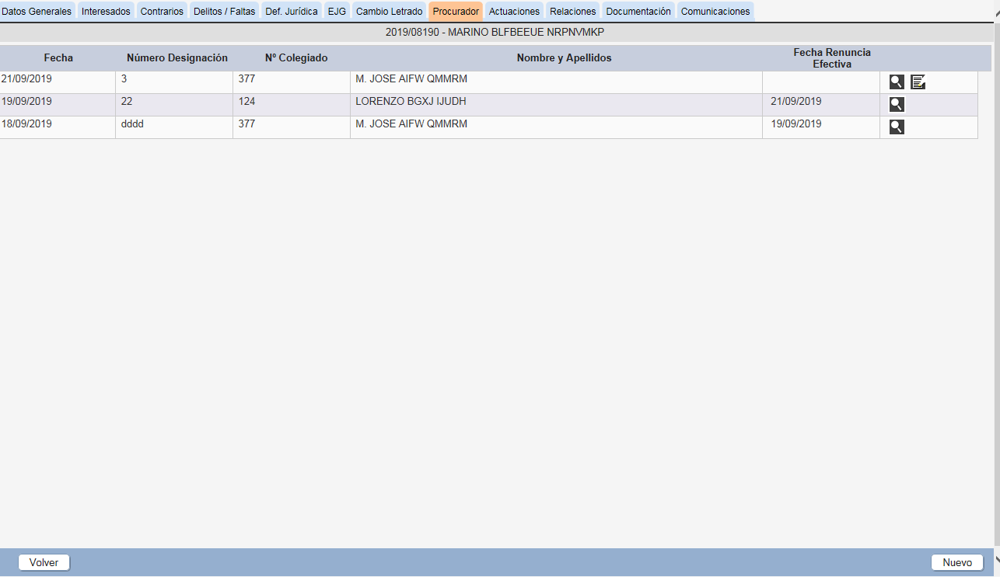 Datos Generales Interesados Contrarios Delitos / Faltas Def. Jurídica EJG Cambio Letrado Procurador Actuaciones Relaciones Documentación Comunicaciones
2019/08190 - MARINO BLFBEEUE NRPNVMKP
Fecha Número Designación Nº Colegiado Nombre y Apellidos Fecha Renuncia
Efectiva
21/09/2019 3 377 M. JOSE AIFW QMMRM
19/09/2019 22 124 LORENZO BGXJ IJUDH 21/09/2019
18/09/2019 dddd 377 M. JOSE AIFW QMMRM 19/09/2019
Volver Nuevo